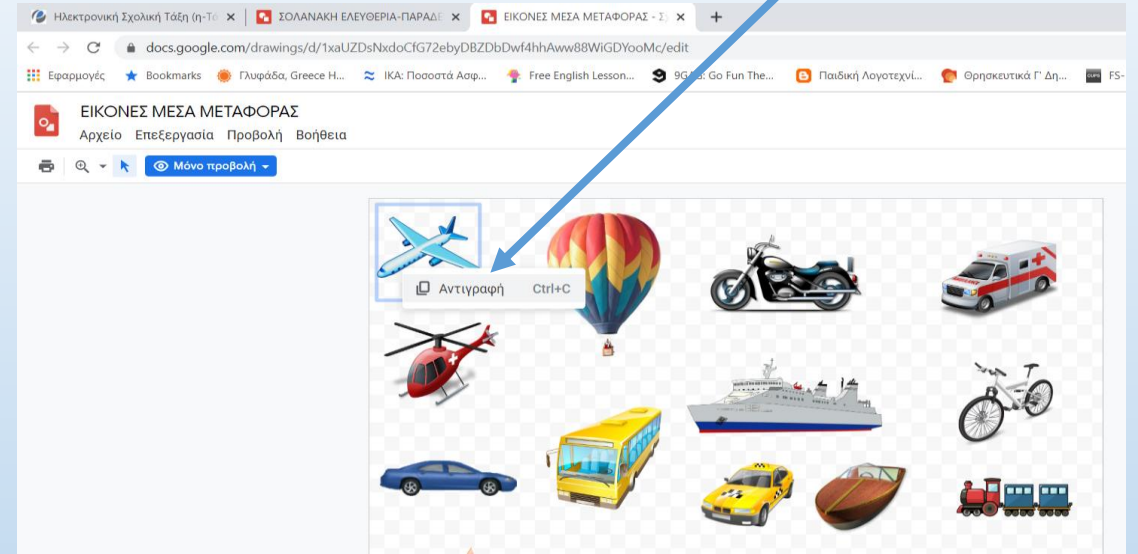 Ηλεκτρονική Σχολική Τάξη (η-Τά
ΣΟΛΑΝΑΚΗ ΕΛΕΥΘΕΡΙΑ-ΠΑΡΑΔΕ
ΕΙΚΟΝΕΣ ΜΕΣΑ ΜΕΤΑΦΟΡΑΣ - Σχ
docs.google.com/drawings/d/1xaUZDsNxdoCfG72ebyDBZDbDwf4hhAww88WiGDYooMc/edit
Εφαρμογές Bookmarks Γλυφάδα, Greece H... ΙΚΑ: Ποσοστά Ασφ... Free English Lesson... Go Fun The... Παιδική Λογοτεχνί... Θρησκευτικά Γ' Δη... FS-
ΕΙΚΟΝΕΣ ΜΕΣΑ ΜΕΤΑΦΟΡΑΣ
Αρχείο Επεξεργασία Προβολή Βοήθεια
Μόνο προβολή
Αντιγραφή Ctrl+C